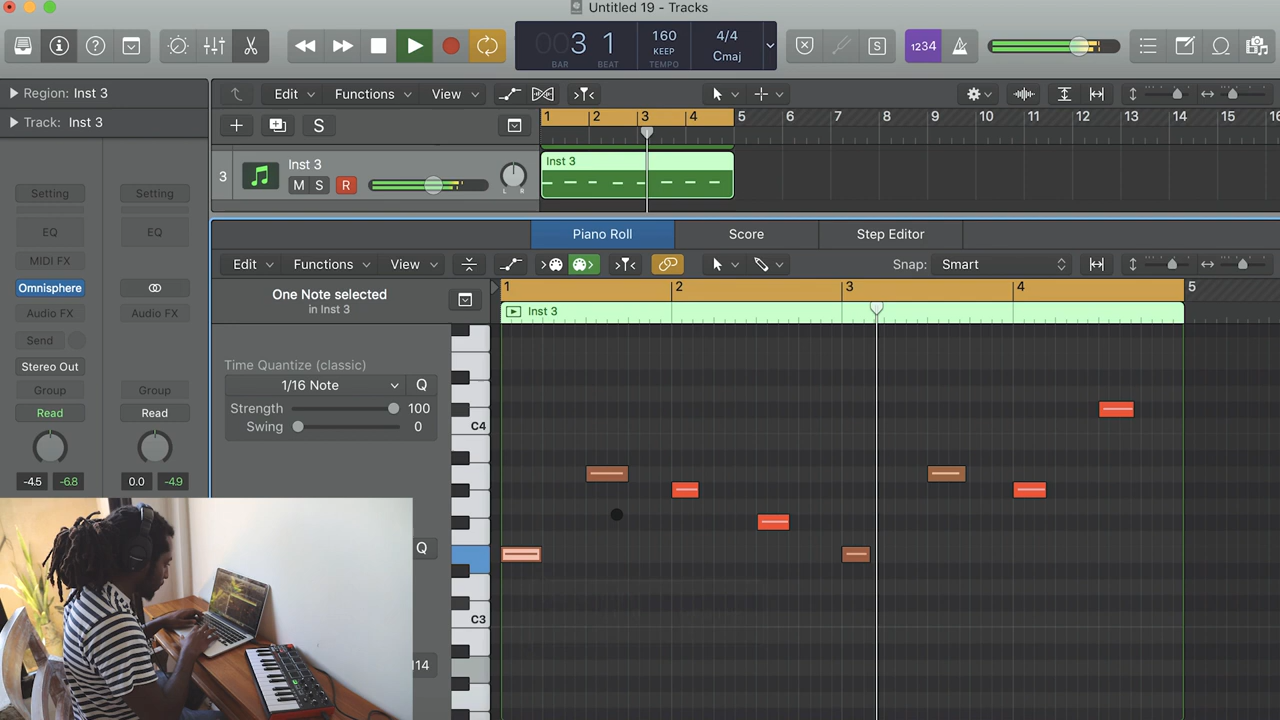 Untitled 19 - Tracks
003 1
BAR BEAT
160
KEEP
TEMPO
4/4
Cmaj
S
1234
Region: Inst 3
Track: Inst 3
Edit Functions View
S
1 2 3 4 5 6 7 8 9 10 11 12 13 14 15 16
3
Inst 3
M S R
L R
Inst 3
Setting Setting
EQ EQ
MIDI FX
Omnisphere
Audio FX Audio FX
Send
Stereo Out
Group Group
Read Read
-4.5 -6.8 0.0 -4.9
Piano Roll Score Step Editor
Edit Functions View
Snap: Smart
One Note selected
in Inst 3
1 2 3 4 5
Inst 3
Time Quantize (classic)
1/16 Note Q
Strength 100
Swing 0
C4
Q
C3
114